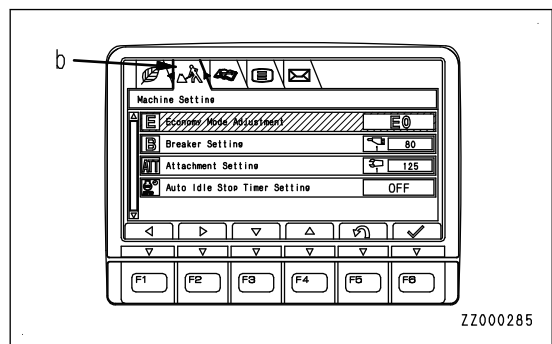 b
Machine Setting
E Economy Mode Adjustment E0
B Breaker Setting 80
ATT Attachment Setting 125
Auto Idle Stop Timer Setting OFF
F1 F2 F3 F4 F5 F6
ZZ000285